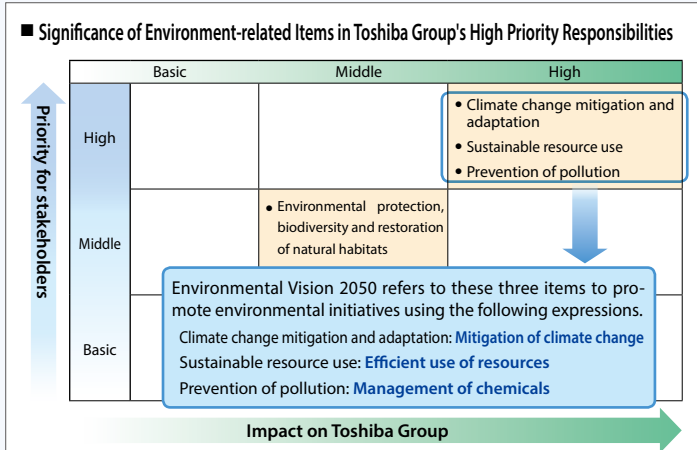 ■ Significance of Environment-related Items in Toshiba Group's High Priority Responsibilities
Basic Middle High
Priority for stakeholders
High
• Climate change mitigation and
adaptation
• Sustainable resource use
• Prevention of pollution
Middle
• Environmental protection,
biodiversity and restoration
of natural habitats
Basic
Environmental Vision 2050 refers to these three items to pro-
mote environmental initiatives using the following expressions.
Climate change mitigation and adaptation: Mitigation of climate change
Sustainable resource use: Efficient use of resources
Prevention of pollution: Management of chemicals
Impact on Toshiba Group